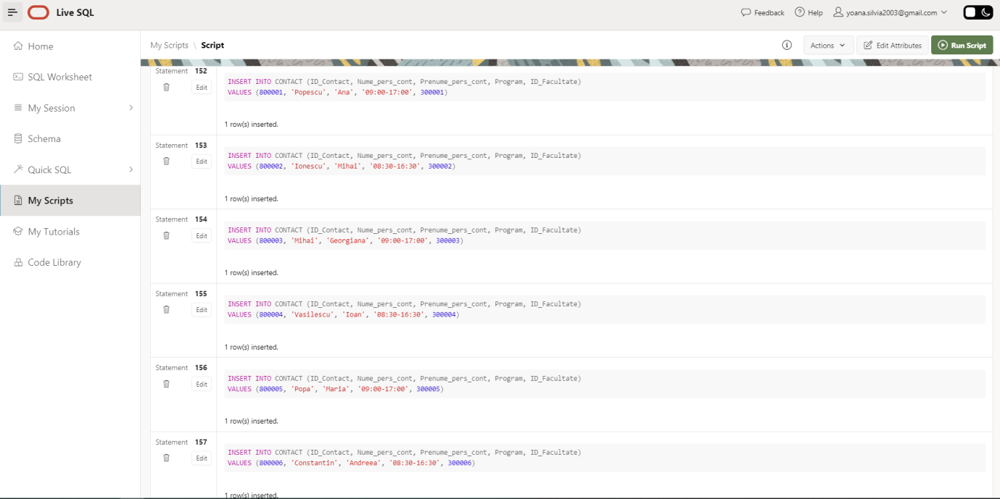 Live SQL
Feedback
Help
yoana.silvia2003@gmail.com
Home
SQL Worksheet
My Session
Schema
Quick SQL
My Scripts
My Tutorials
Code Library
My Scripts \ Script
Actions
Edit Attributes
Run Script
Statement 152
Edit
INSERT INTO CONTACT (ID_Contact, Nume_pers_cont, Prenume_pers_cont, Program, ID_Facultate)
VALUES (800001, 'Popescu', 'Ana', '09:00-17:00', 300001)
1 row(s) inserted.
Statement 153
Edit
INSERT INTO CONTACT (ID_Contact, Nume_pers_cont, Prenume_pers_cont, Program, ID_Facultate)
VALUES (800002, 'Ionescu', 'Mihai', '08:30-16:30', 300002)
1 row(s) inserted.
Statement 154
Edit
INSERT INTO CONTACT (ID_Contact, Nume_pers_cont, Prenume_pers_cont, Program, ID_Facultate)
VALUES (800003, 'Mihai', 'Georgiana', '09:00-17:00', 300003)
1 row(s) inserted.
Statement 155
Edit
INSERT INTO CONTACT (ID_Contact, Nume_pers_cont, Prenume_pers_cont, Program, ID_Facultate)
VALUES (800004, 'Vasilescu', 'Ioan', '08:30-16:30', 300004)
1 row(s) inserted.
Statement 156
Edit
INSERT INTO CONTACT (ID_Contact, Nume_pers_cont, Prenume_pers_cont, Program, ID_Facultate)
VALUES (800005, 'Popa', 'Maria', '09:00-17:00', 300005)
1 row(s) inserted.
Statement 157
Edit
INSERT INTO CONTACT (ID_Contact, Nume_pers_cont, Prenume_pers_cont, Program, ID_Facultate)
VALUES (800006, 'Constantin', 'Andreea', '08:30-16:30', 300006)
1 row(s) inserted.